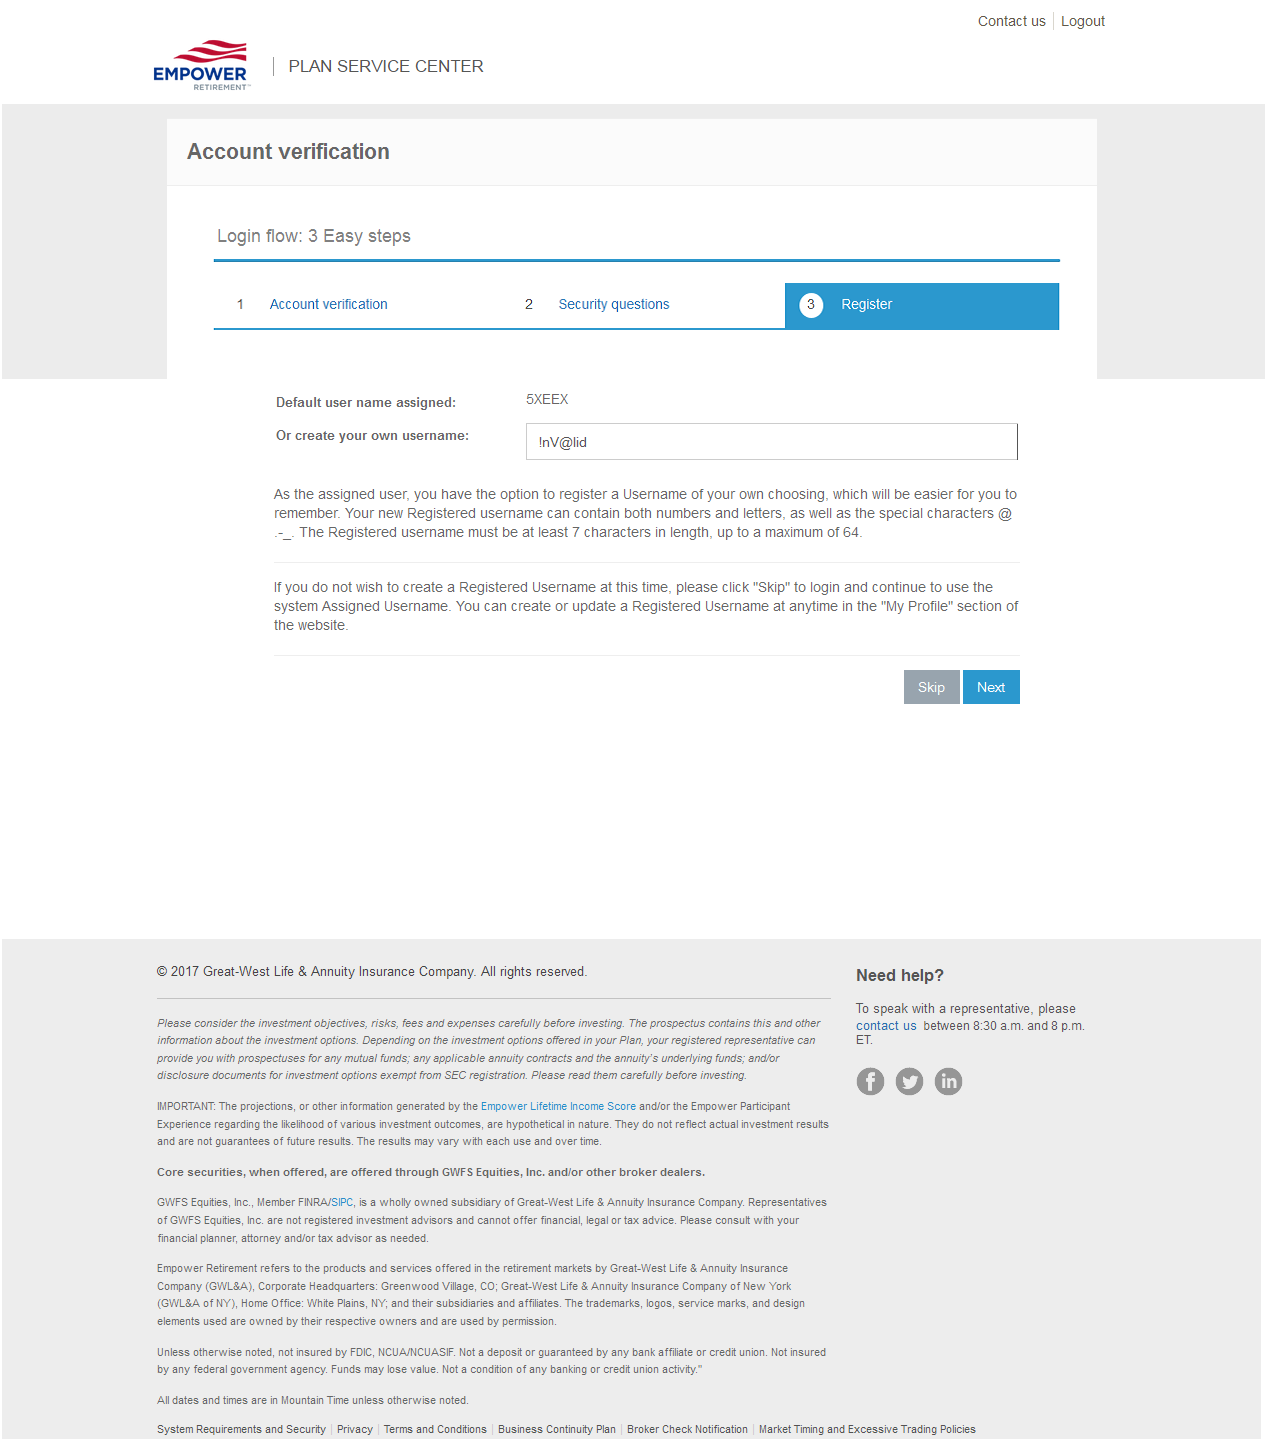 Contact us | Logout
EMPOWER
RETIREMENT™
PLAN SERVICE CENTER
Account verification
Login flow: 3 Easy steps
1 Account verification 2 Security questions 3 Register
Default user name assigned: 5XEEX
Or create your own username: !nV@lid
As the assigned user, you have the option to register a Username of your own choosing, which will be easier for you to
remember. Your new Registered username can contain both numbers and letters, as well as the special characters @
.-_. The Registered username must be at least 7 characters in length, up to a maximum of 64.
If you do not wish to create a Registered Username at this time, please click "Skip" to login and continue to use the
system Assigned Username. You can create or update a Registered Username at anytime in the "My Profile" section of
the website.
Skip Next
© 2017 Great-West Life & Annuity Insurance Company. All rights reserved.
Please consider the investment objectives, risks, fees and expenses carefully before investing. The prospectus contains this and other
information about the investment options. Depending on the investment options offered in your Plan, your registered representative can
provide you with prospectuses for any mutual funds; any applicable annuity contracts and the annuity's underlying funds; and/or
disclosure documents for investment options exempt from SEC registration. Please read them carefully before investing.
IMPORTANT: The projections, or other information generated by the Empower Lifetime Income Score and/or the Empower Participant
Experience regarding the likelihood of various investment outcomes, are hypothetical in nature. They do not reflect actual investment results
and are not guarantees of future results. The results may vary with each use and over time.
Core securities, when offered, are offered through GWFS Equities, Inc. and/or other broker dealers.
GWFS Equities, Inc., Member FINRA/SIPC, is a wholly owned subsidiary of Great-West Life & Annuity Insurance Company. Representatives
of GWFS Equities, Inc. are not registered investment advisors and cannot offer financial, legal or tax advice. Please consult with your
financial planner, attorney and/or tax advisor as needed.
Empower Retirement refers to the products and services offered in the retirement markets by Great-West Life & Annuity Insurance
Company (GWL&A), Corporate Headquarters: Greenwood Village, CO; Great-West Life & Annuity Insurance Company of New York
(GWL&A of NY), Home Office: White Plains, NY; and their subsidiaries and affiliates. The trademarks, logos, service marks, and design
elements used are owned by their respective owners and are used by permission.
Unless otherwise noted, not insured by FDIC, NCUA/NCUASIF. Not a deposit or guaranteed by any bank affiliate or credit union. Not insured
by any federal government agency. Funds may lose value. Not a condition of any banking or credit union activity."
All dates and times are in Mountain Time unless otherwise noted.
System Requirements and Security | Privacy | Terms and Conditions | Business Continuity Plan | Broker Check Notification | Market Timing and Excessive Trading Policies
Need help?
To speak with a representative, please
contact us between 8:30 a.m. and 8 p.m.
ET.